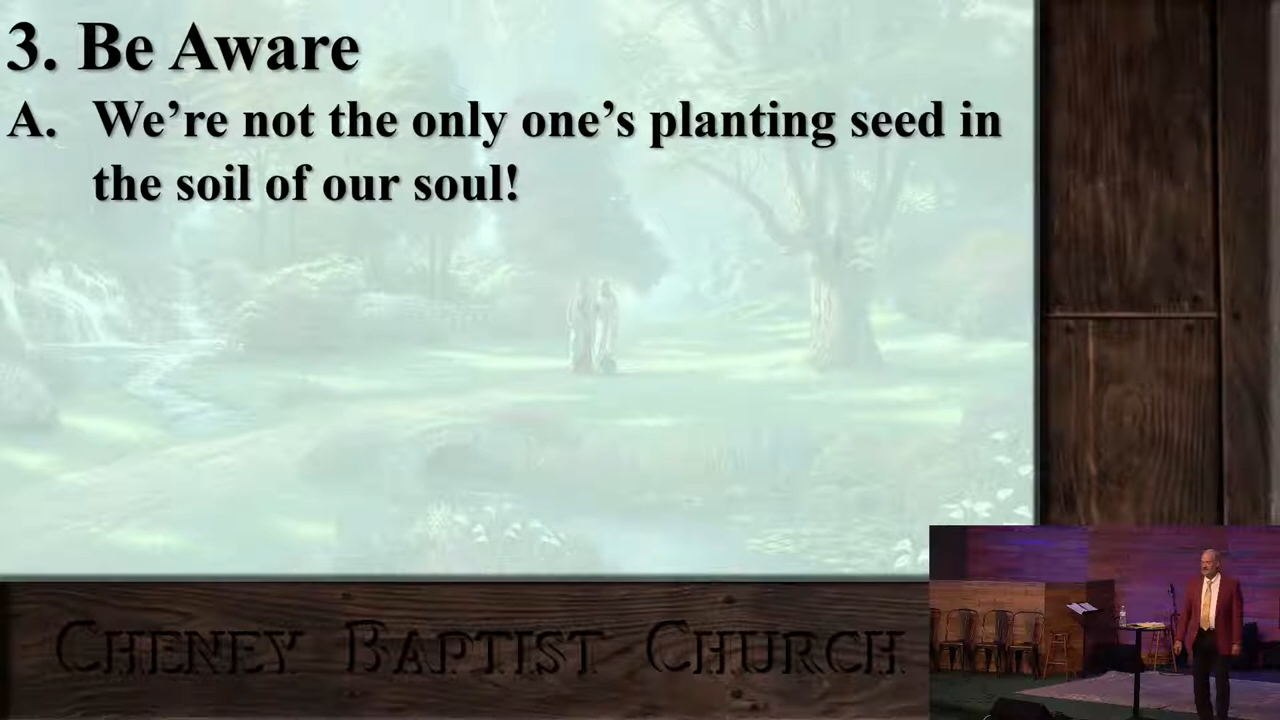 3. Be Aware
A. We're not the only one's planting seed in
the soil of our soul!
CHENEY BAPTIST CHURCH